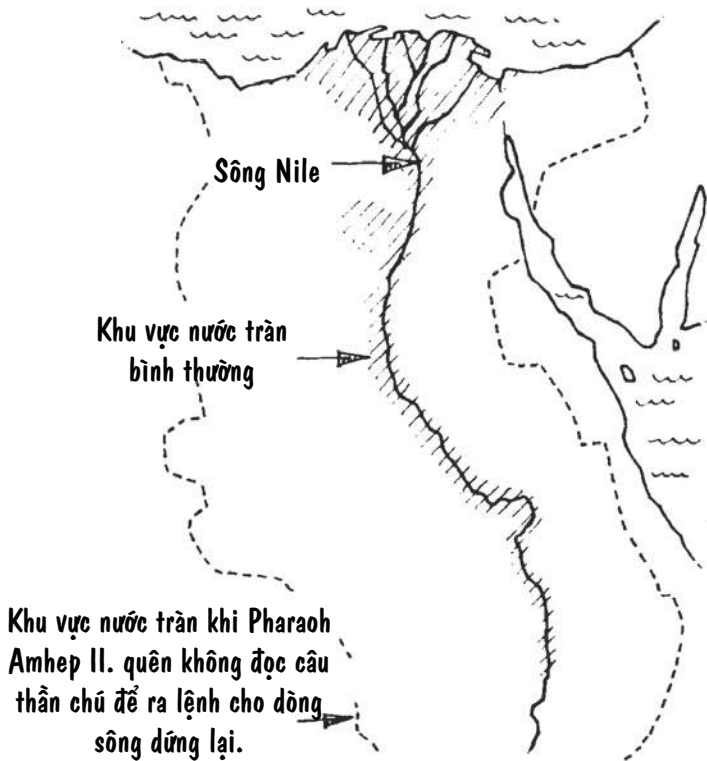 Sông Nile
Khu vực nước tràn
bình thường
Khu vực nước tràn khi Pharaoh
Amhep II. quên không đọc câu
thần chú để ra lệnh cho dòng
sông dứng lại.